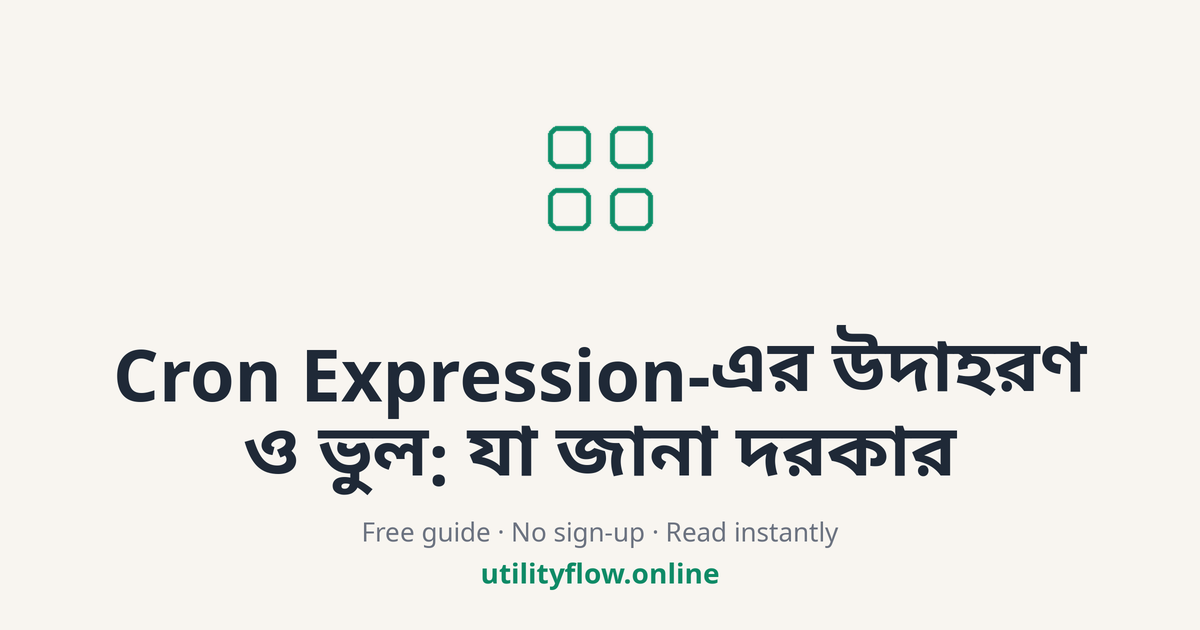 Cron Expression-এর উদাহরণ
ও ভুল: যা জানা দরকার
Free guide · No sign-up · Read instantly
utilityflow.online